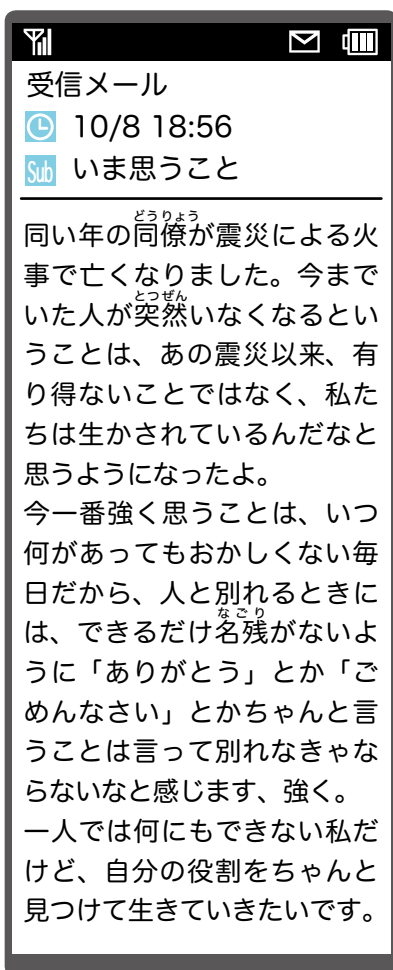 受信メール
10/8 18:56
Sub いま思うこと
同い年の同僚が震災による火
事で亡くなりました。今まで
いた人が突然いなくなるとい
うことは、あの震災以来、有
り得ないことではなく、私た
ちは生かされているんだなと
思うようになったよ。
今一番強く思うことは、いつ
何があってもおかしくない毎
日だから、人と別れるときに
は、できるだけ名残がないよ
うに「ありがとう」とか「ご
めんなさい」とかちゃんと言
うことは言って別れなきゃな
らないなと感じます、強く。
一人では何にもできない私だ
けど、自分の役割をちゃんと
見つけて生きていきたいです。